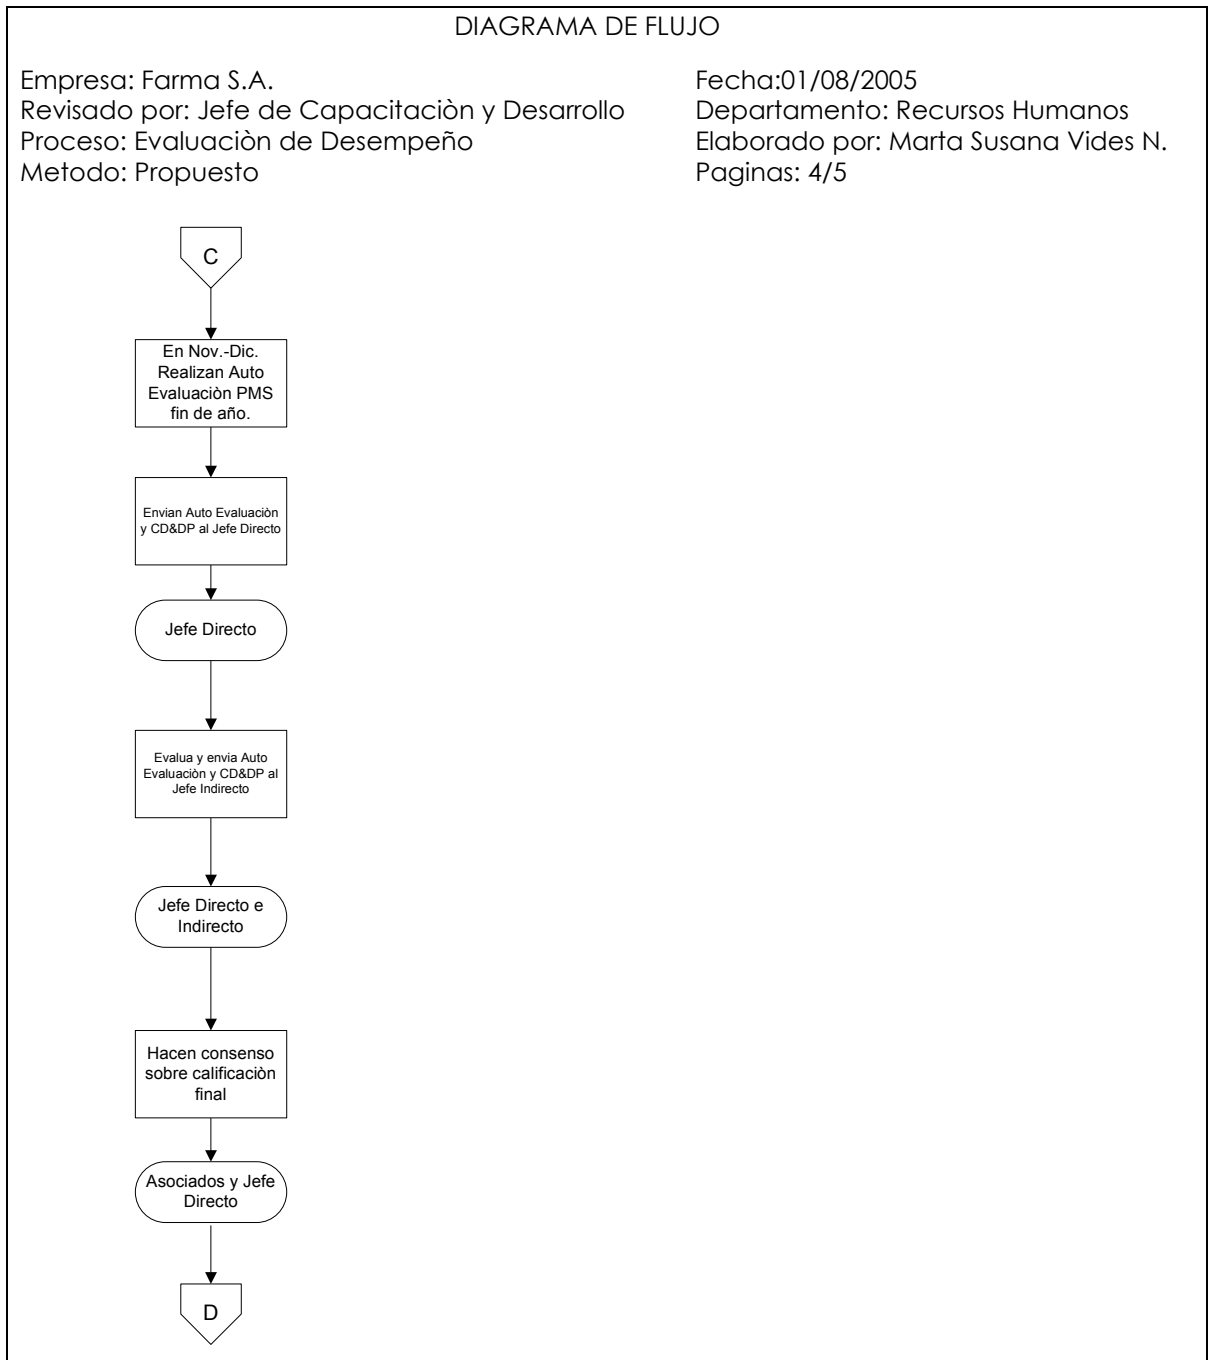 DIAGRAMA DE FLUJO
Empresa: Farma S.A.
Fecha:01/08/2005
Revisado por: Jefe de Capacitaciòn y Desarrollo
Departamento: Recursos Humanos
Proceso: Evaluaciòn de Desempeño
Elaborado por: Marta Susana Vides N.
Metodo: Propuesto
Paginas: 4/5
C
En Nov.-Dic.
Realizan Auto
Evaluaciòn PMS
fin de año.
Envian Auto Evaluaciòn
y CD&DP al Jefe Directo
Jefe Directo
Evalua y envia Auto
Evaluaciòn y CD&DP al
Jefe Indirecto
Jefe Directo e
Indirecto
Hacen consenso
sobre calificaciòn
final
Asociados y Jefe
Directo
D